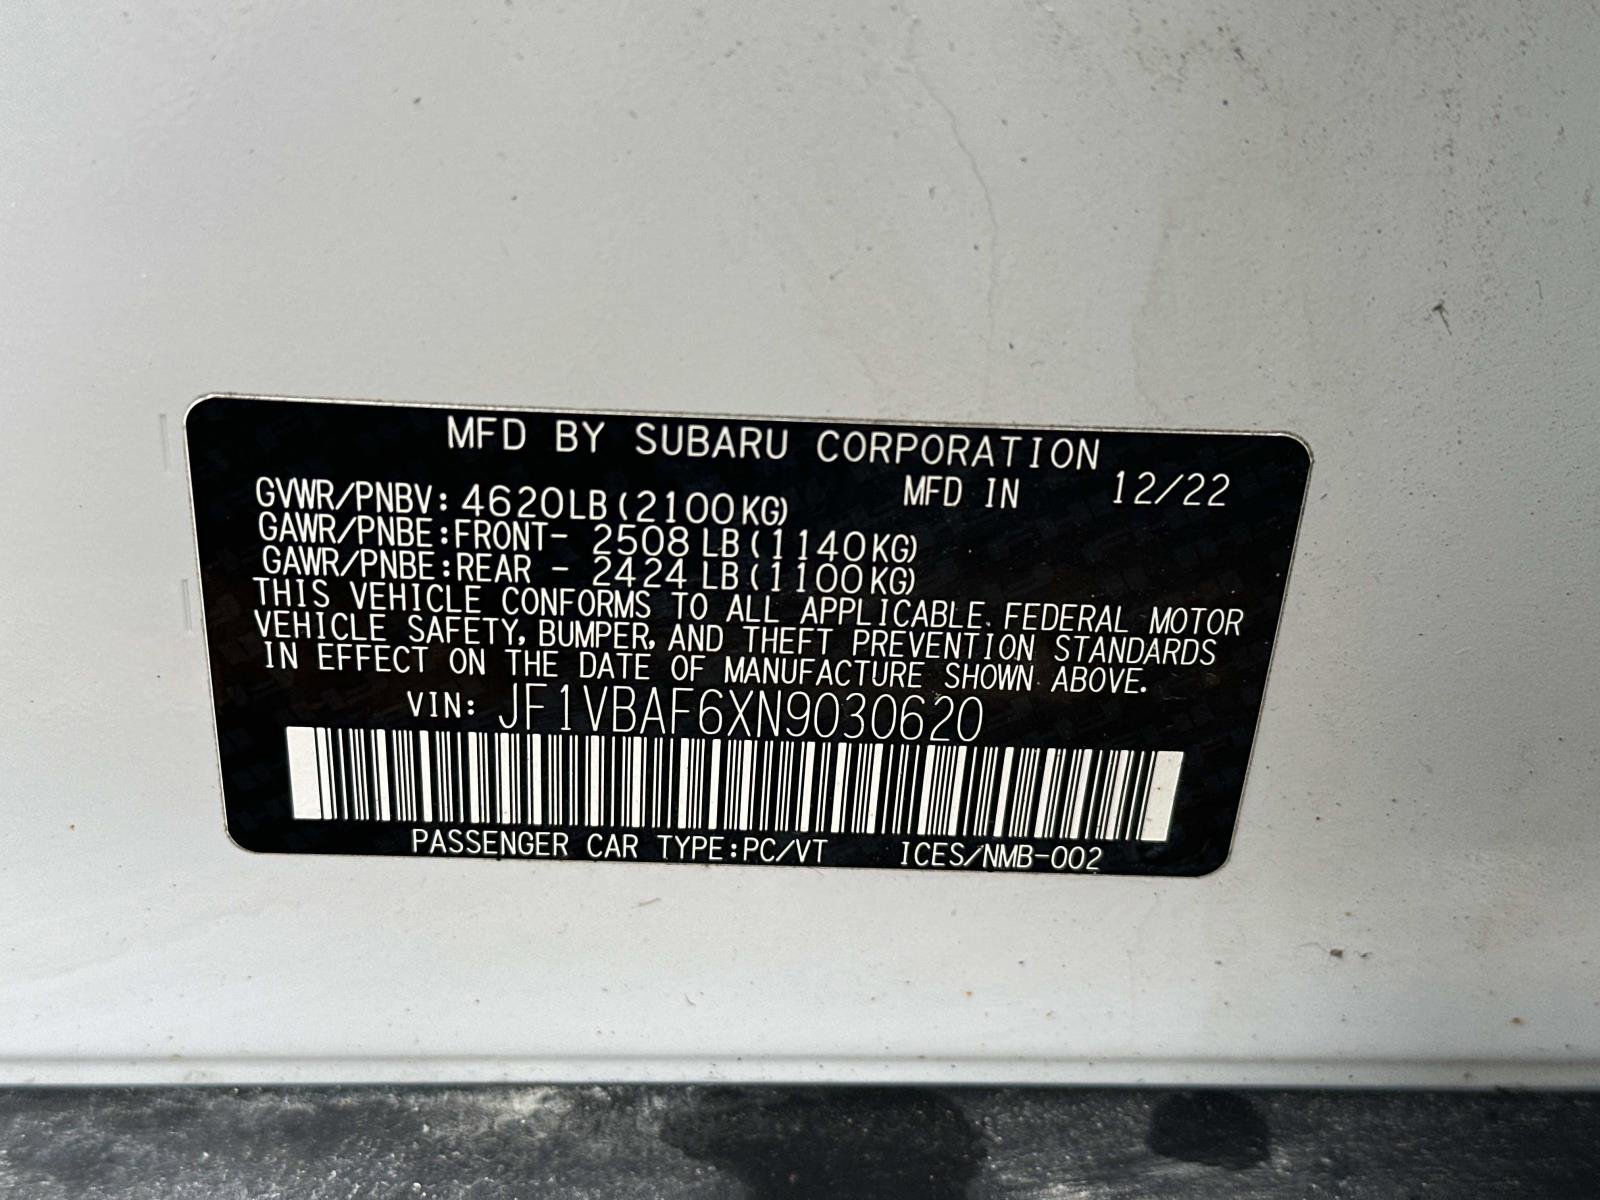 MFD BY SUBARU CORPORATION
GVWR/PNBV: 4620LB (2100KG) MFD IN 12/22
GAWR/PNBE: FRONT- 2508 LB (1140KG)
GAWR/PNBE: REAR - 2424 LB (1100KG)
THIS VEHICLE CONFORMS TO ALL APPLICABLE FEDERAL MOTOR
VEHICLE SAFETY, BUMPER, AND THEFT PREVENTION STANDARDS
IN EFFECT ON THE DATE OF MANUFACTURE SHOWN ABOVE.
VIN: JF1VBAF6XN9030620
PASSENGER CAR TYPE:PC/VT ICES/NMB-002